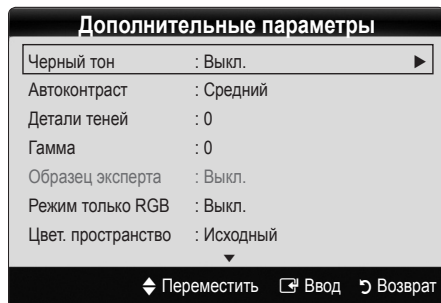 Дополнительные параметры
Черный тон : Выкл. ▶
Автоконтраст : Средний
Детали теней : 0
Гамма : 0
Образец эксперта : Выкл.
Режим только RGB : Выкл.
Цвет. пространство : Исходный
▼
Переместить Ввод Возврат